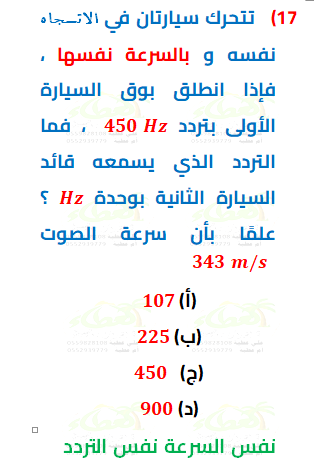 17) تتحرك سيارتان في الاتجاه
نفسه و بالسرعة نفسها ،
فإذا انطلق بوق السيارة
الأولى بتردد 450 Hz ، فما
التردد الذي يسمعه قائد
السيارة الثانية بوحدة Hz ؟
علمًا بأن سرعة الصوت
343 m/s
(أ) 107
(ب) 225
(ج) 450
(د) 900
نفس السرعة نفس التردد